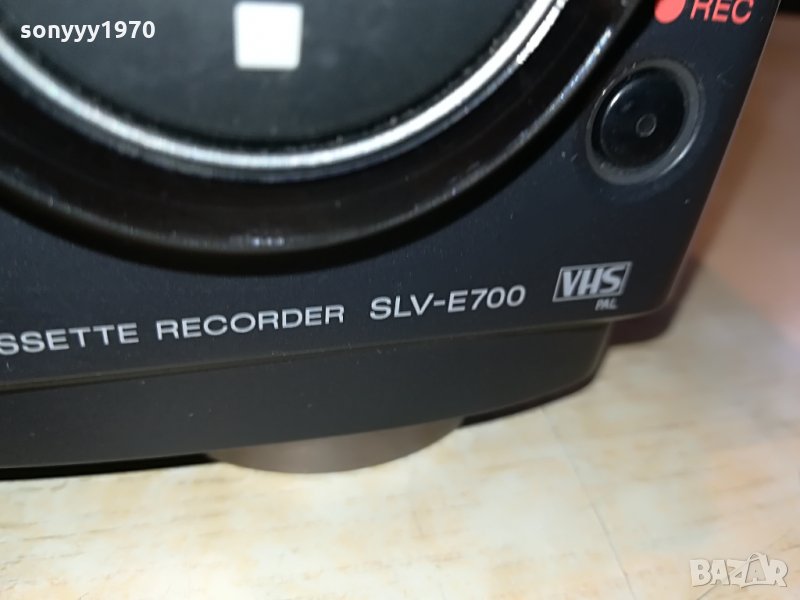 sonyyy1970
REC
SSETTE RECORDER SLV-E700 VHS
PAL
BAZAR